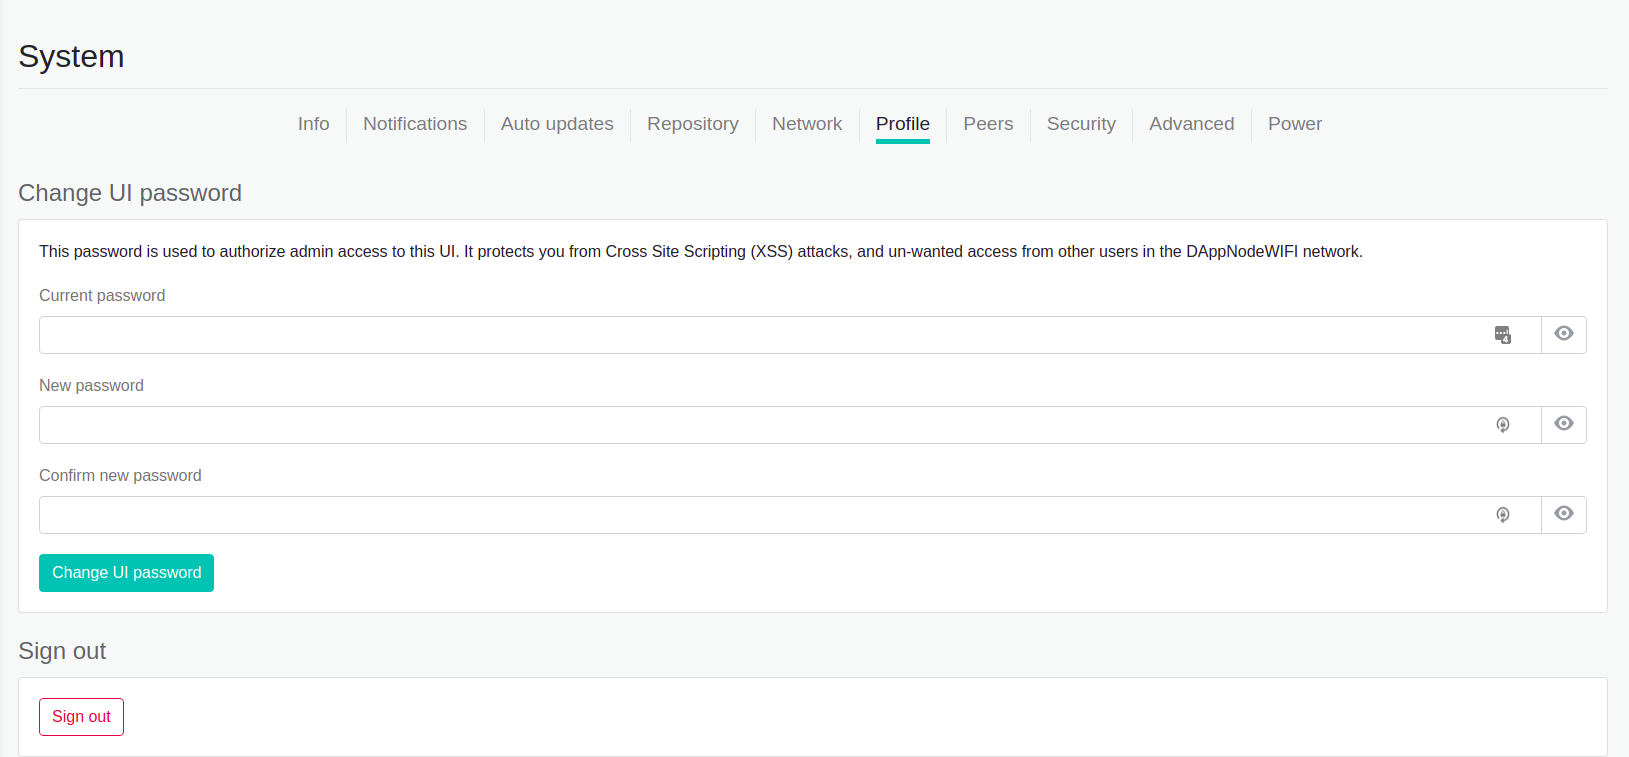 System
Info Notifications Auto updates Repository Network Profile Peers Security Advanced Power
Change UI password
This password is used to authorize admin access to this UI. It protects you from Cross Site Scripting (XSS) attacks, and un-wanted access from other users in the DAppNodeWIFI network.
Current password
4
New password
Confirm new password
Change UI password
Sign out
Sign out